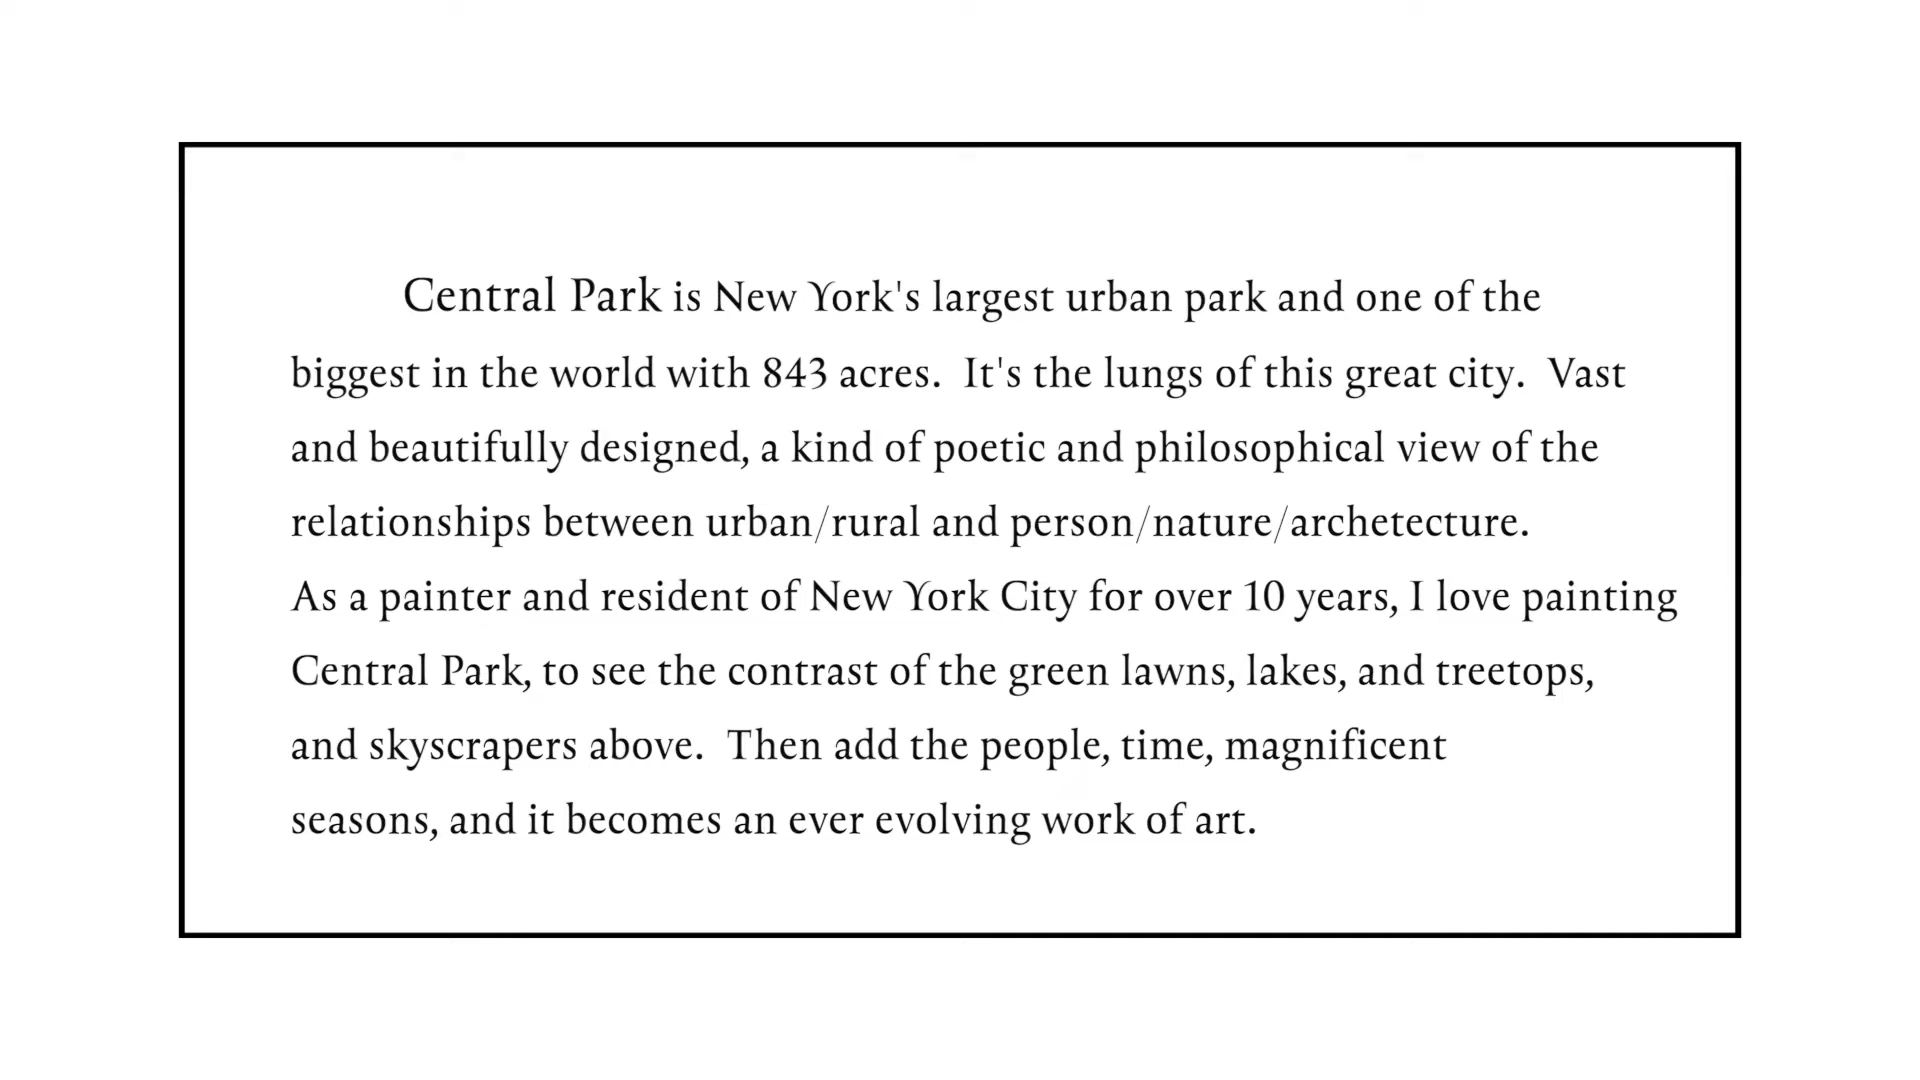 Central Park is New York's largest urban park and one of the
biggest in the world with 843 acres.  It's the lungs of this great city.  Vast
and beautifully designed, a kind of poetic and philosophical view of the
relationships between urban/rural and person/nature/archetecture.
As a painter and resident of New York City for over 10 years, I love painting
Central Park, to see the contrast of the green lawns, lakes, and treetops,
and skyscrapers above.  Then add the people, time, magnificent
seasons, and it becomes an ever evolving work of art.